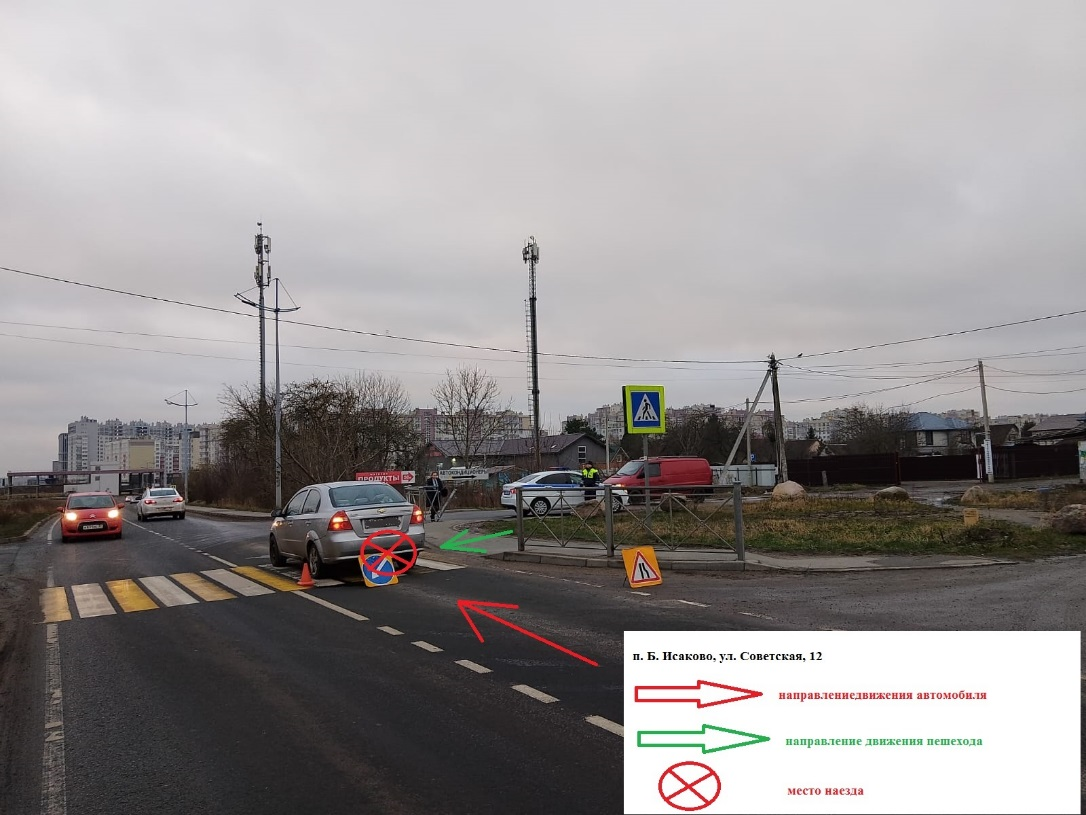 ПРОДУКТЫ
п. Б. Исаково, ул. Советская, 12
направлениедвижения автомобиля
направление движения пешехода
место наезда